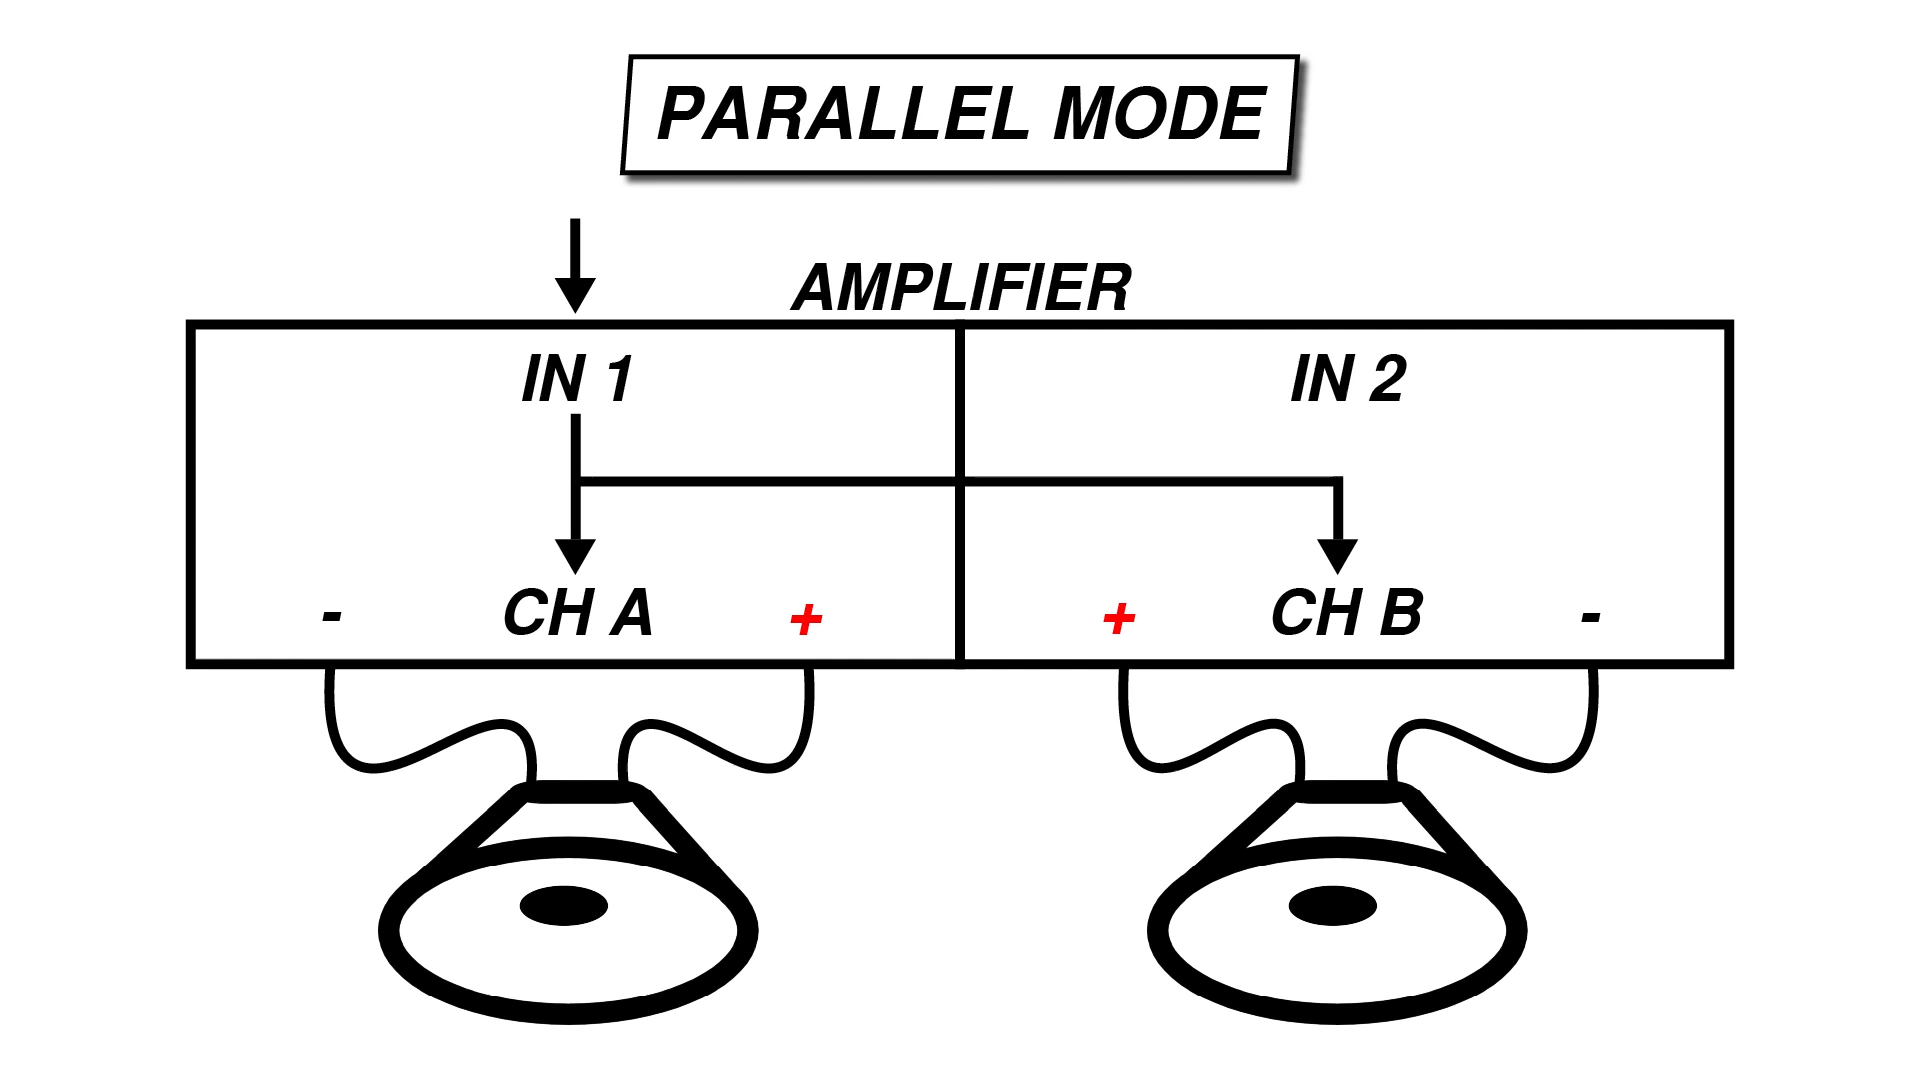 PARALLEL MODE
AMPLIFIER
IN 1
IN 2
- CH A +
+ CH B -